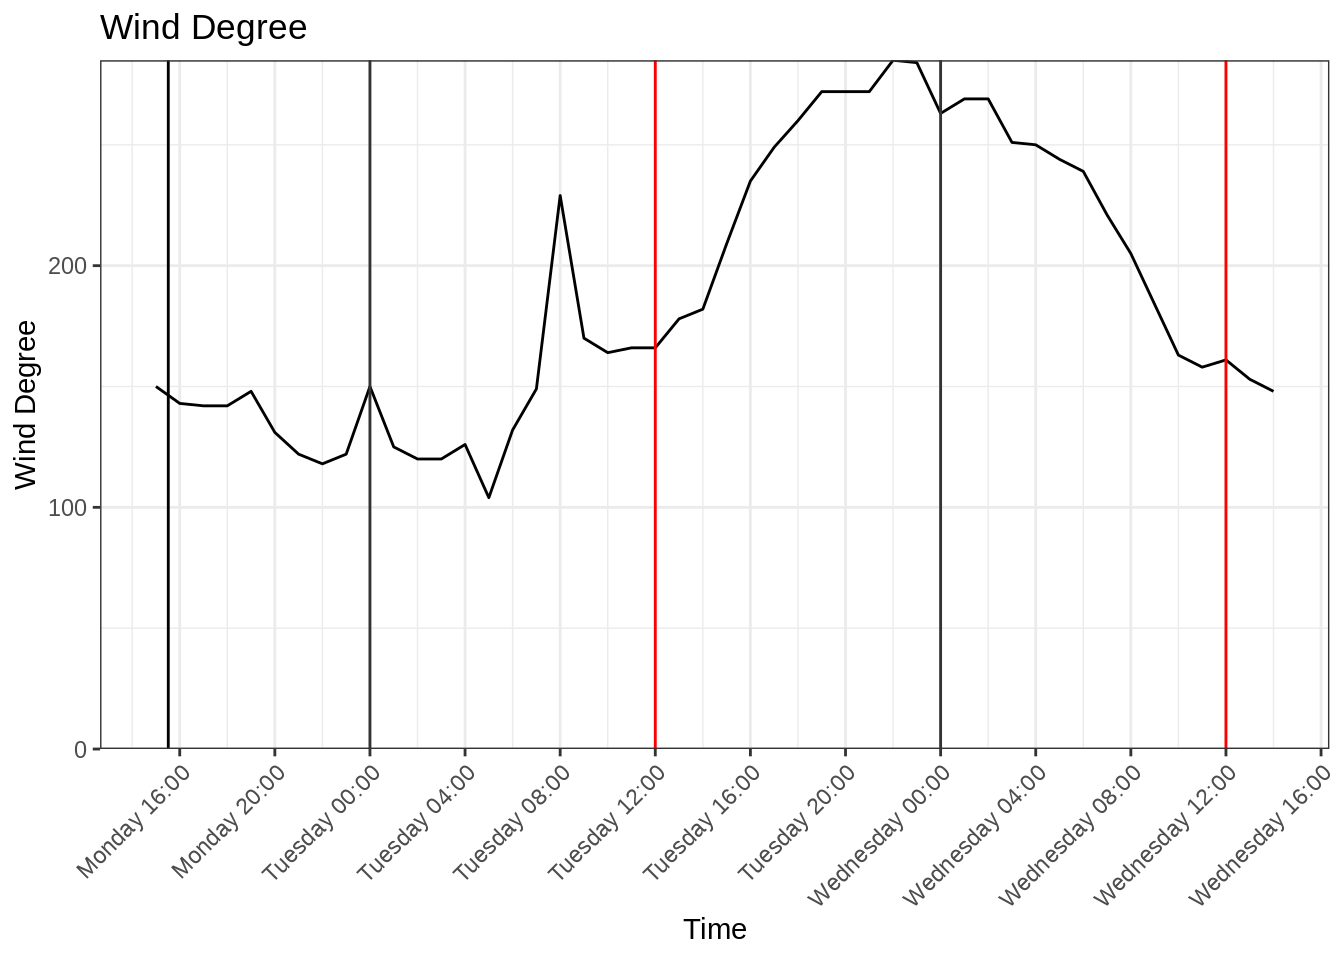 Wind Degree
Wind Degree
200
100
0
Monday 16:00
Monday 20:00
Tuesday 00:00
Tuesday 04:00
Tuesday 08:00
Tuesday 12:00
Tuesday 16:00
Tuesday 20:00
Wednesday 00:00
Wednesday 04:00
Wednesday 08:00
Wednesday 12:00
Wednesday 16:00
Time